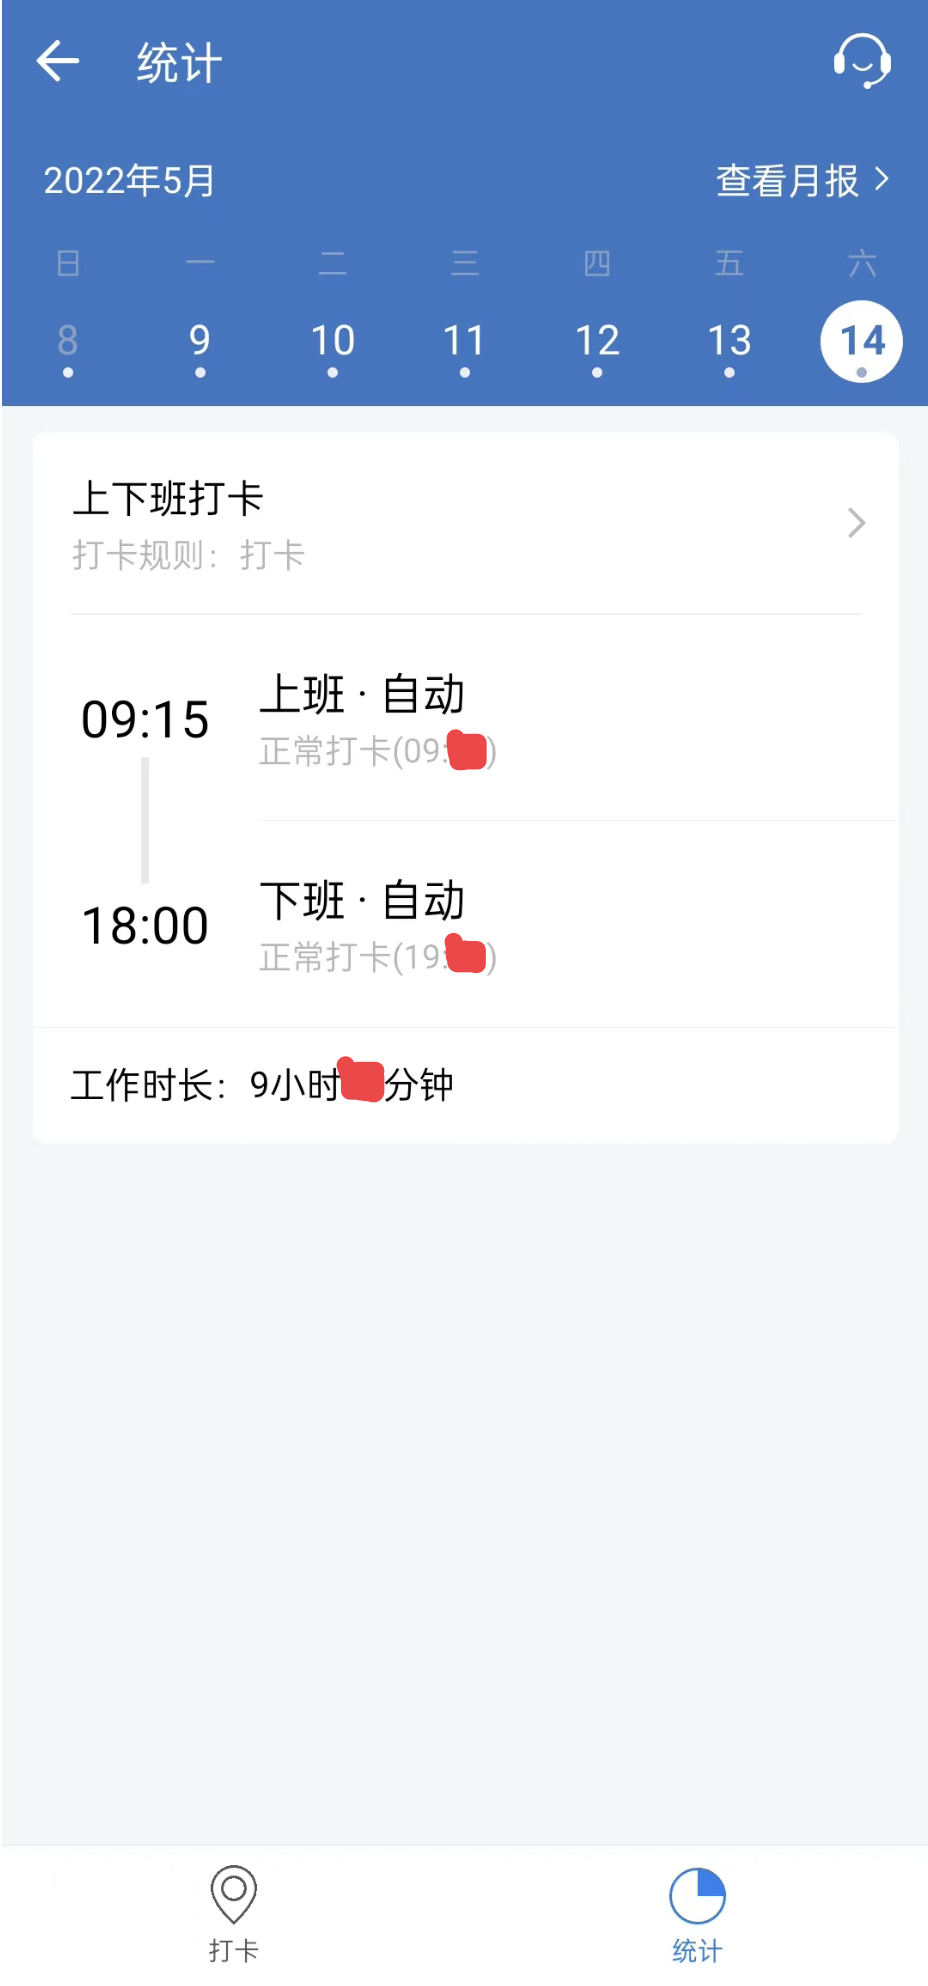 统计
2022年5月 查看月报
日 一 二 三 四 五 六
8 9 10 11 12 13 14
上下班打卡
打卡规则：打卡
09:15 上班·自动
正常打卡(09: )
18:00 下班·自动
正常打卡(19: )
工作时长：9小时 分钟
打卡 统计